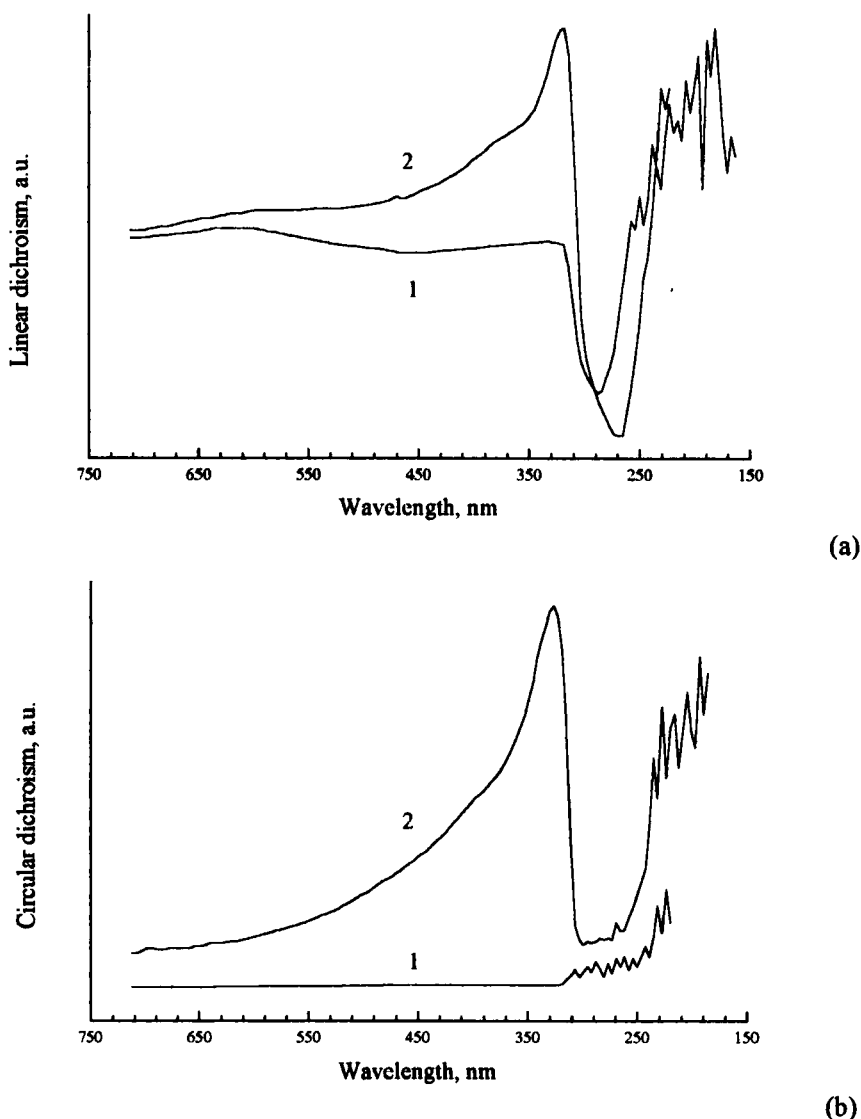 Linear dichroism, a.u.
2
1
750 650 550 450 350 250 150
Wavelength, nm
(a)
Circular dichroism, a.u.
2
1
750 650 550 450 350 250 150
Wavelength, nm
(b)